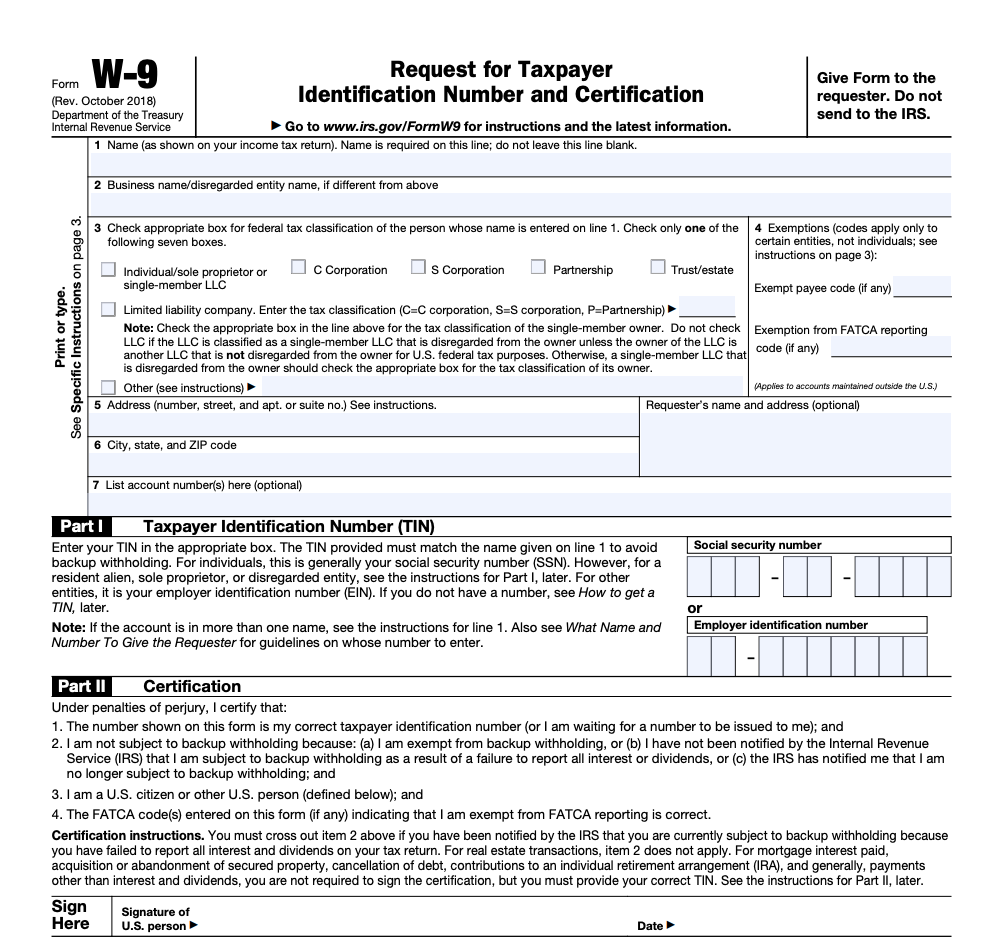 Form W-9
(Rev. October 2018)
Department of the Treasury
Internal Revenue Service
Request for Taxpayer
Identification Number and Certification
▶ Go to www.irs.gov/FormW9 for instructions and the latest information.
Give Form to the
requester. Do not
send to the IRS.
Print or type.
See Specific Instructions on page 3.
1 Name (as shown on your income tax return). Name is required on this line; do not leave this line blank.
2 Business name/disregarded entity name, if different from above
3 Check appropriate box for federal tax classification of the person whose name is entered on line 1. Check only one of the
following seven boxes.
Individual/sole proprietor or
single-member LLC
C Corporation
S Corporation
Partnership
Trust/estate
Limited liability company. Enter the tax classification (C=C corporation, S=S corporation, P=Partnership) ▶
Note: Check the appropriate box in the line above for the tax classification of the single-member owner. Do not check
LLC if the LLC is classified as a single-member LLC that is disregarded from the owner unless the owner of the LLC is
another LLC that is not disregarded from the owner for U.S. federal tax purposes. Otherwise, a single-member LLC that
is disregarded from the owner should check the appropriate box for the tax classification of its owner.
Other (see instructions) ▶
4 Exemptions (codes apply only to
certain entities, not individuals; see
instructions on page 3):
Exempt payee code (if any)
Exemption from FATCA reporting
code (if any)
(Applies to accounts maintained outside the U.S.)
5 Address (number, street, and apt. or suite no.) See instructions.
Requester's name and address (optional)
6 City, state, and ZIP code
7 List account number(s) here (optional)
Part I Taxpayer Identification Number (TIN)
Enter your TIN in the appropriate box. The TIN provided must match the name given on line 1 to avoid
backup withholding. For individuals, this is generally your social security number (SSN). However, for a
resident alien, sole proprietor, or disregarded entity, see the instructions for Part I, later. For other
entities, it is your employer identification number (EIN). If you do not have a number, see How to get a
TIN, later.
Note: If the account is in more than one name, see the instructions for line 1. Also see What Name and
Number To Give the Requester for guidelines on whose number to enter.
Social security number
– –
or
Employer identification number
–
Part II Certification
Under penalties of perjury, I certify that:
1. The number shown on this form is my correct taxpayer identification number (or I am waiting for a number to be issued to me); and
2. I am not subject to backup withholding because: (a) I am exempt from backup withholding, or (b) I have not been notified by the Internal Revenue
Service (IRS) that I am subject to backup withholding as a result of a failure to report all interest or dividends, or (c) the IRS has notified me that I am
no longer subject to backup withholding; and
3. I am a U.S. citizen or other U.S. person (defined below); and
4. The FATCA code(s) entered on this form (if any) indicating that I am exempt from FATCA reporting is correct.
Certification instructions. You must cross out item 2 above if you have been notified by the IRS that you are currently subject to backup withholding because
you have failed to report all interest and dividends on your tax return. For real estate transactions, item 2 does not apply. For mortgage interest paid,
acquisition or abandonment of secured property, cancellation of debt, contributions to an individual retirement arrangement (IRA), and generally, payments
other than interest and dividends, you are not required to sign the certification, but you must provide your correct TIN. See the instructions for Part II, later.
Sign
Here
Signature of
U.S. person ▶
Date ▶